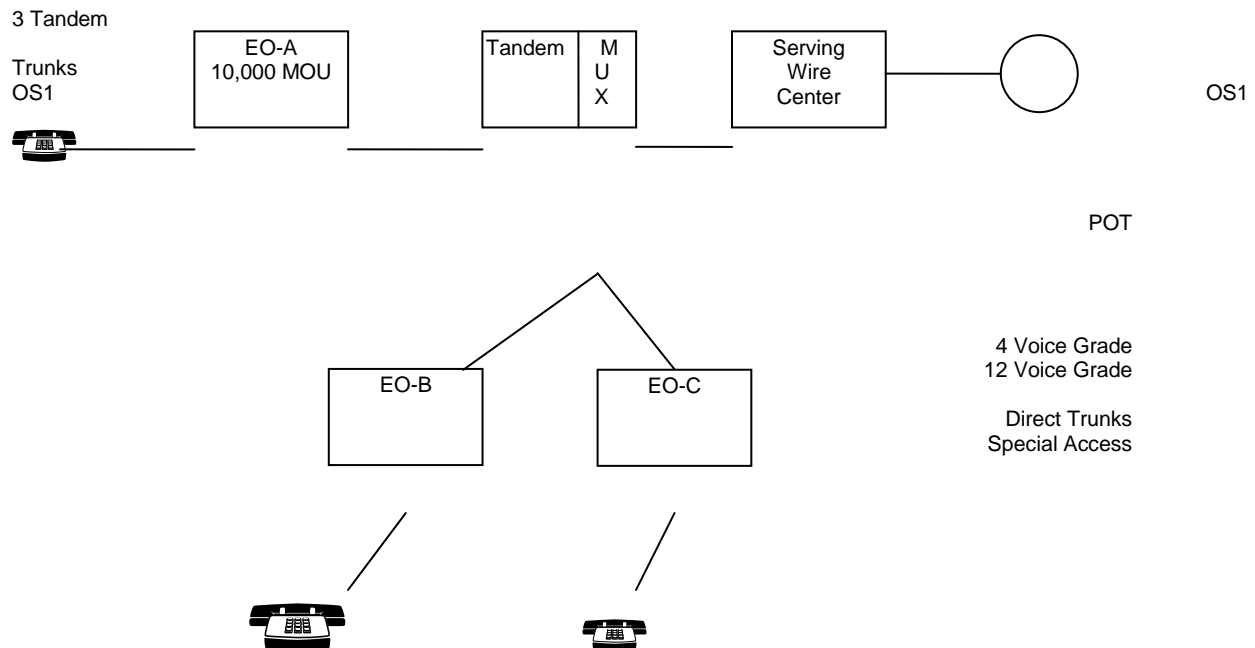 3 Tandem
Trunks
OS1
EO-A
10,000 MOU
Tandem
M
U
X
Serving
Wire
Center
OS1
POT
4 Voice Grade
12 Voice Grade
Direct Trunks
Special Access
EO-B
EO-C